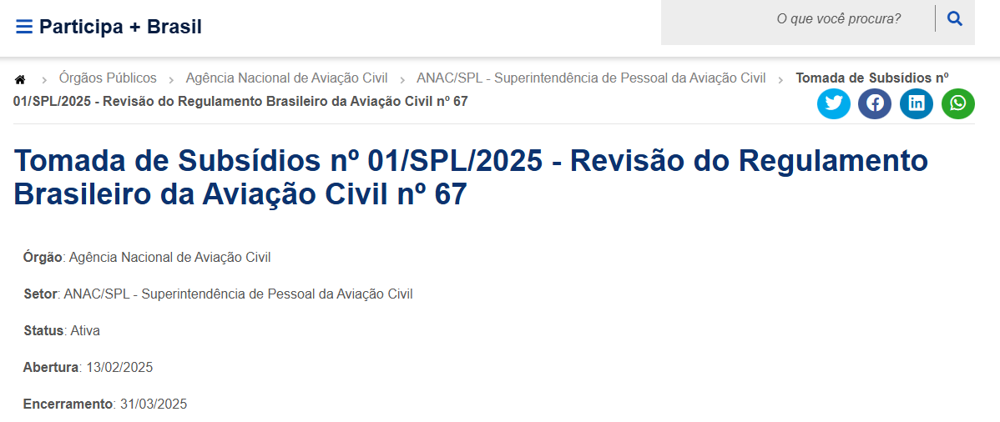 Participa + Brasil
O que você procura?
Órgãos Públicos > Agência Nacional de Aviação Civil > ANAC/SPL - Superintendência de Pessoal da Aviação Civil > Tomada de Subsídios nº
01/SPL/2025 - Revisão do Regulamento Brasileiro da Aviação Civil nº 67
Tomada de Subsídios nº 01/SPL/2025 - Revisão do Regulamento
Brasileiro da Aviação Civil nº 67
Órgão: Agência Nacional de Aviação Civil
Setor: ANAC/SPL - Superintendência de Pessoal da Aviação Civil
Status: Ativa
Abertura: 13/02/2025
Encerramento: 31/03/2025